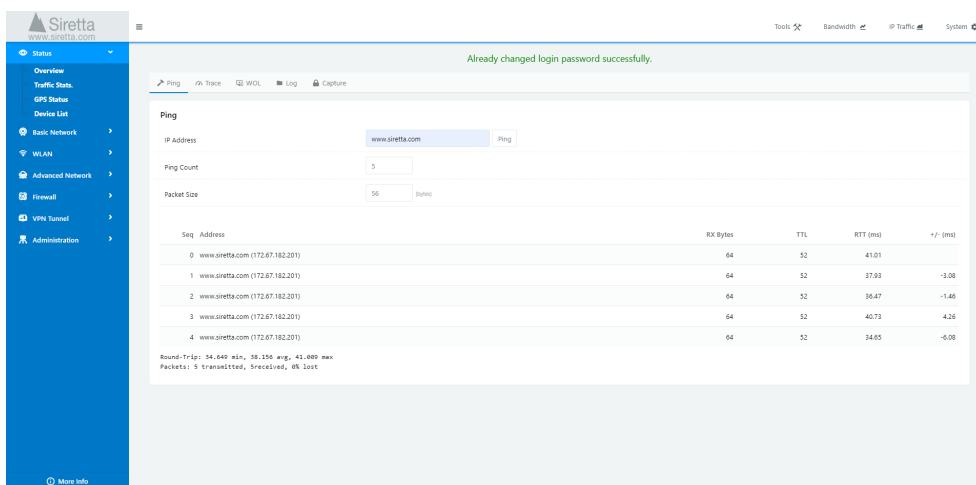 Siretta
www.siretta.com
Tools Bandwidth IP Traffic System
Status
Overview
Traffic Stats.
GPS Status
Device List
Basic Network
WLAN
Advanced Network
Firewall
VPN Tunnel
Administration
More Info
Already changed login password successfully.
Ping Trace WOL Log Capture
Ping
IP Address www.siretta.com Ping
Ping Count 5
Packet Size 56 (bytes)
Seq Address RX Bytes TTL RTT (ms) +/- (ms)
0 www.siretta.com (172.67.182.201) 64 52 41.01
1 www.siretta.com (172.67.182.201) 64 52 37.93 -3.08
2 www.siretta.com (172.67.182.201) 64 52 36.47 -1.46
3 www.siretta.com (172.67.182.201) 64 52 40.73 4.26
4 www.siretta.com (172.67.182.201) 64 52 34.65 -6.08
Round-Trip: 34.649 min, 38.156 avg, 41.009 max
Packets: 5 transmitted, 5received, 0% lost